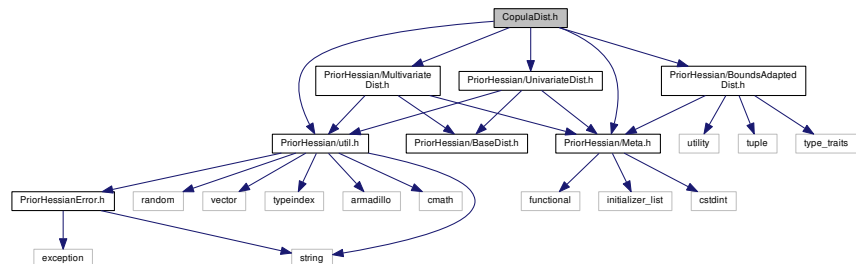 CopulaDist.h
PriorHessian/Multivariate
Dist.h
PriorHessian/UnivariateDist.h
PriorHessian/BoundsAdapted
Dist.h
PriorHessian/util.h
PriorHessian/BaseDist.h
PriorHessian/Meta.h
utility
tuple
type_traits
PriorHessianError.h
random
vector
typeindex
armadillo
cmath
functional
initializer_list
cstdint
exception
string